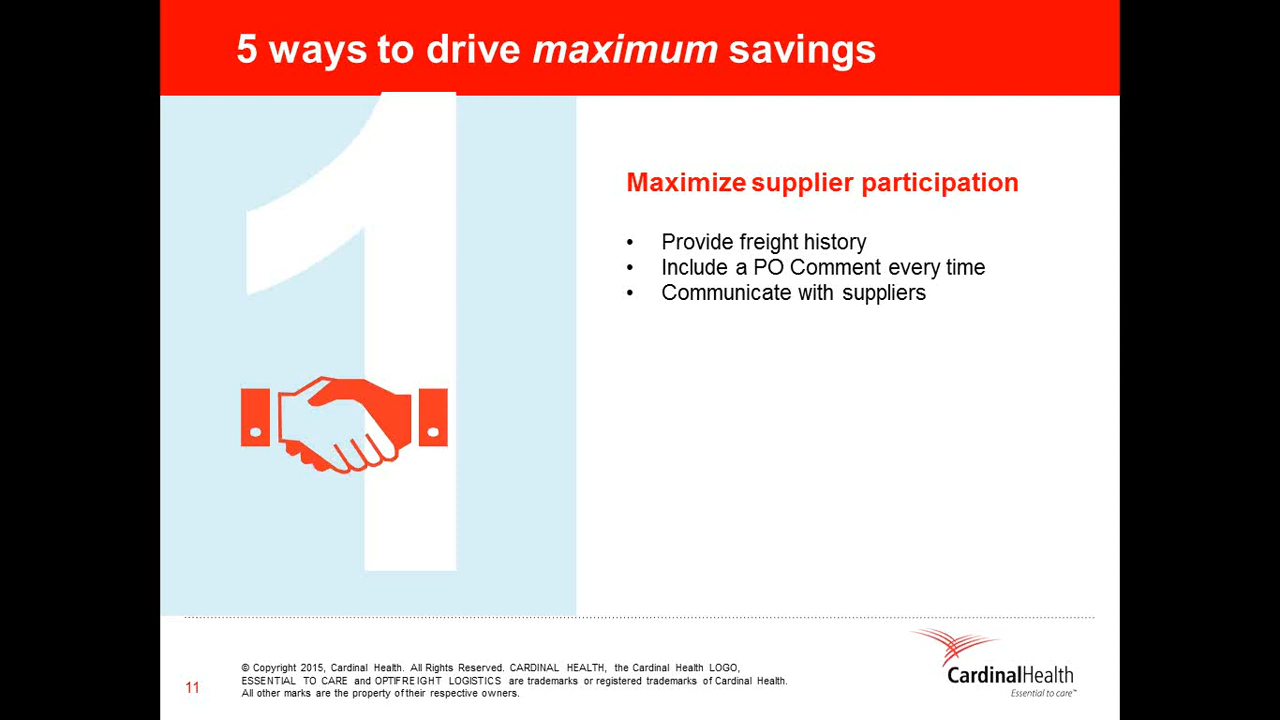 5 ways to drive maximum savings
1
Maximize supplier participation
• Provide freight history
• Include a PO Comment every time
• Communicate with suppliers
11
© Copyright 2015, Cardinal Health. All Rights Reserved. CARDINAL HEALTH, the Cardinal Health LOGO,
ESSENTIAL TO CARE and OPTIFREIGHT LOGISTICS are trademarks or registered trademarks of Cardinal Health.
All other marks are the property of their respective owners.
CardinalHealth
Essential to care™